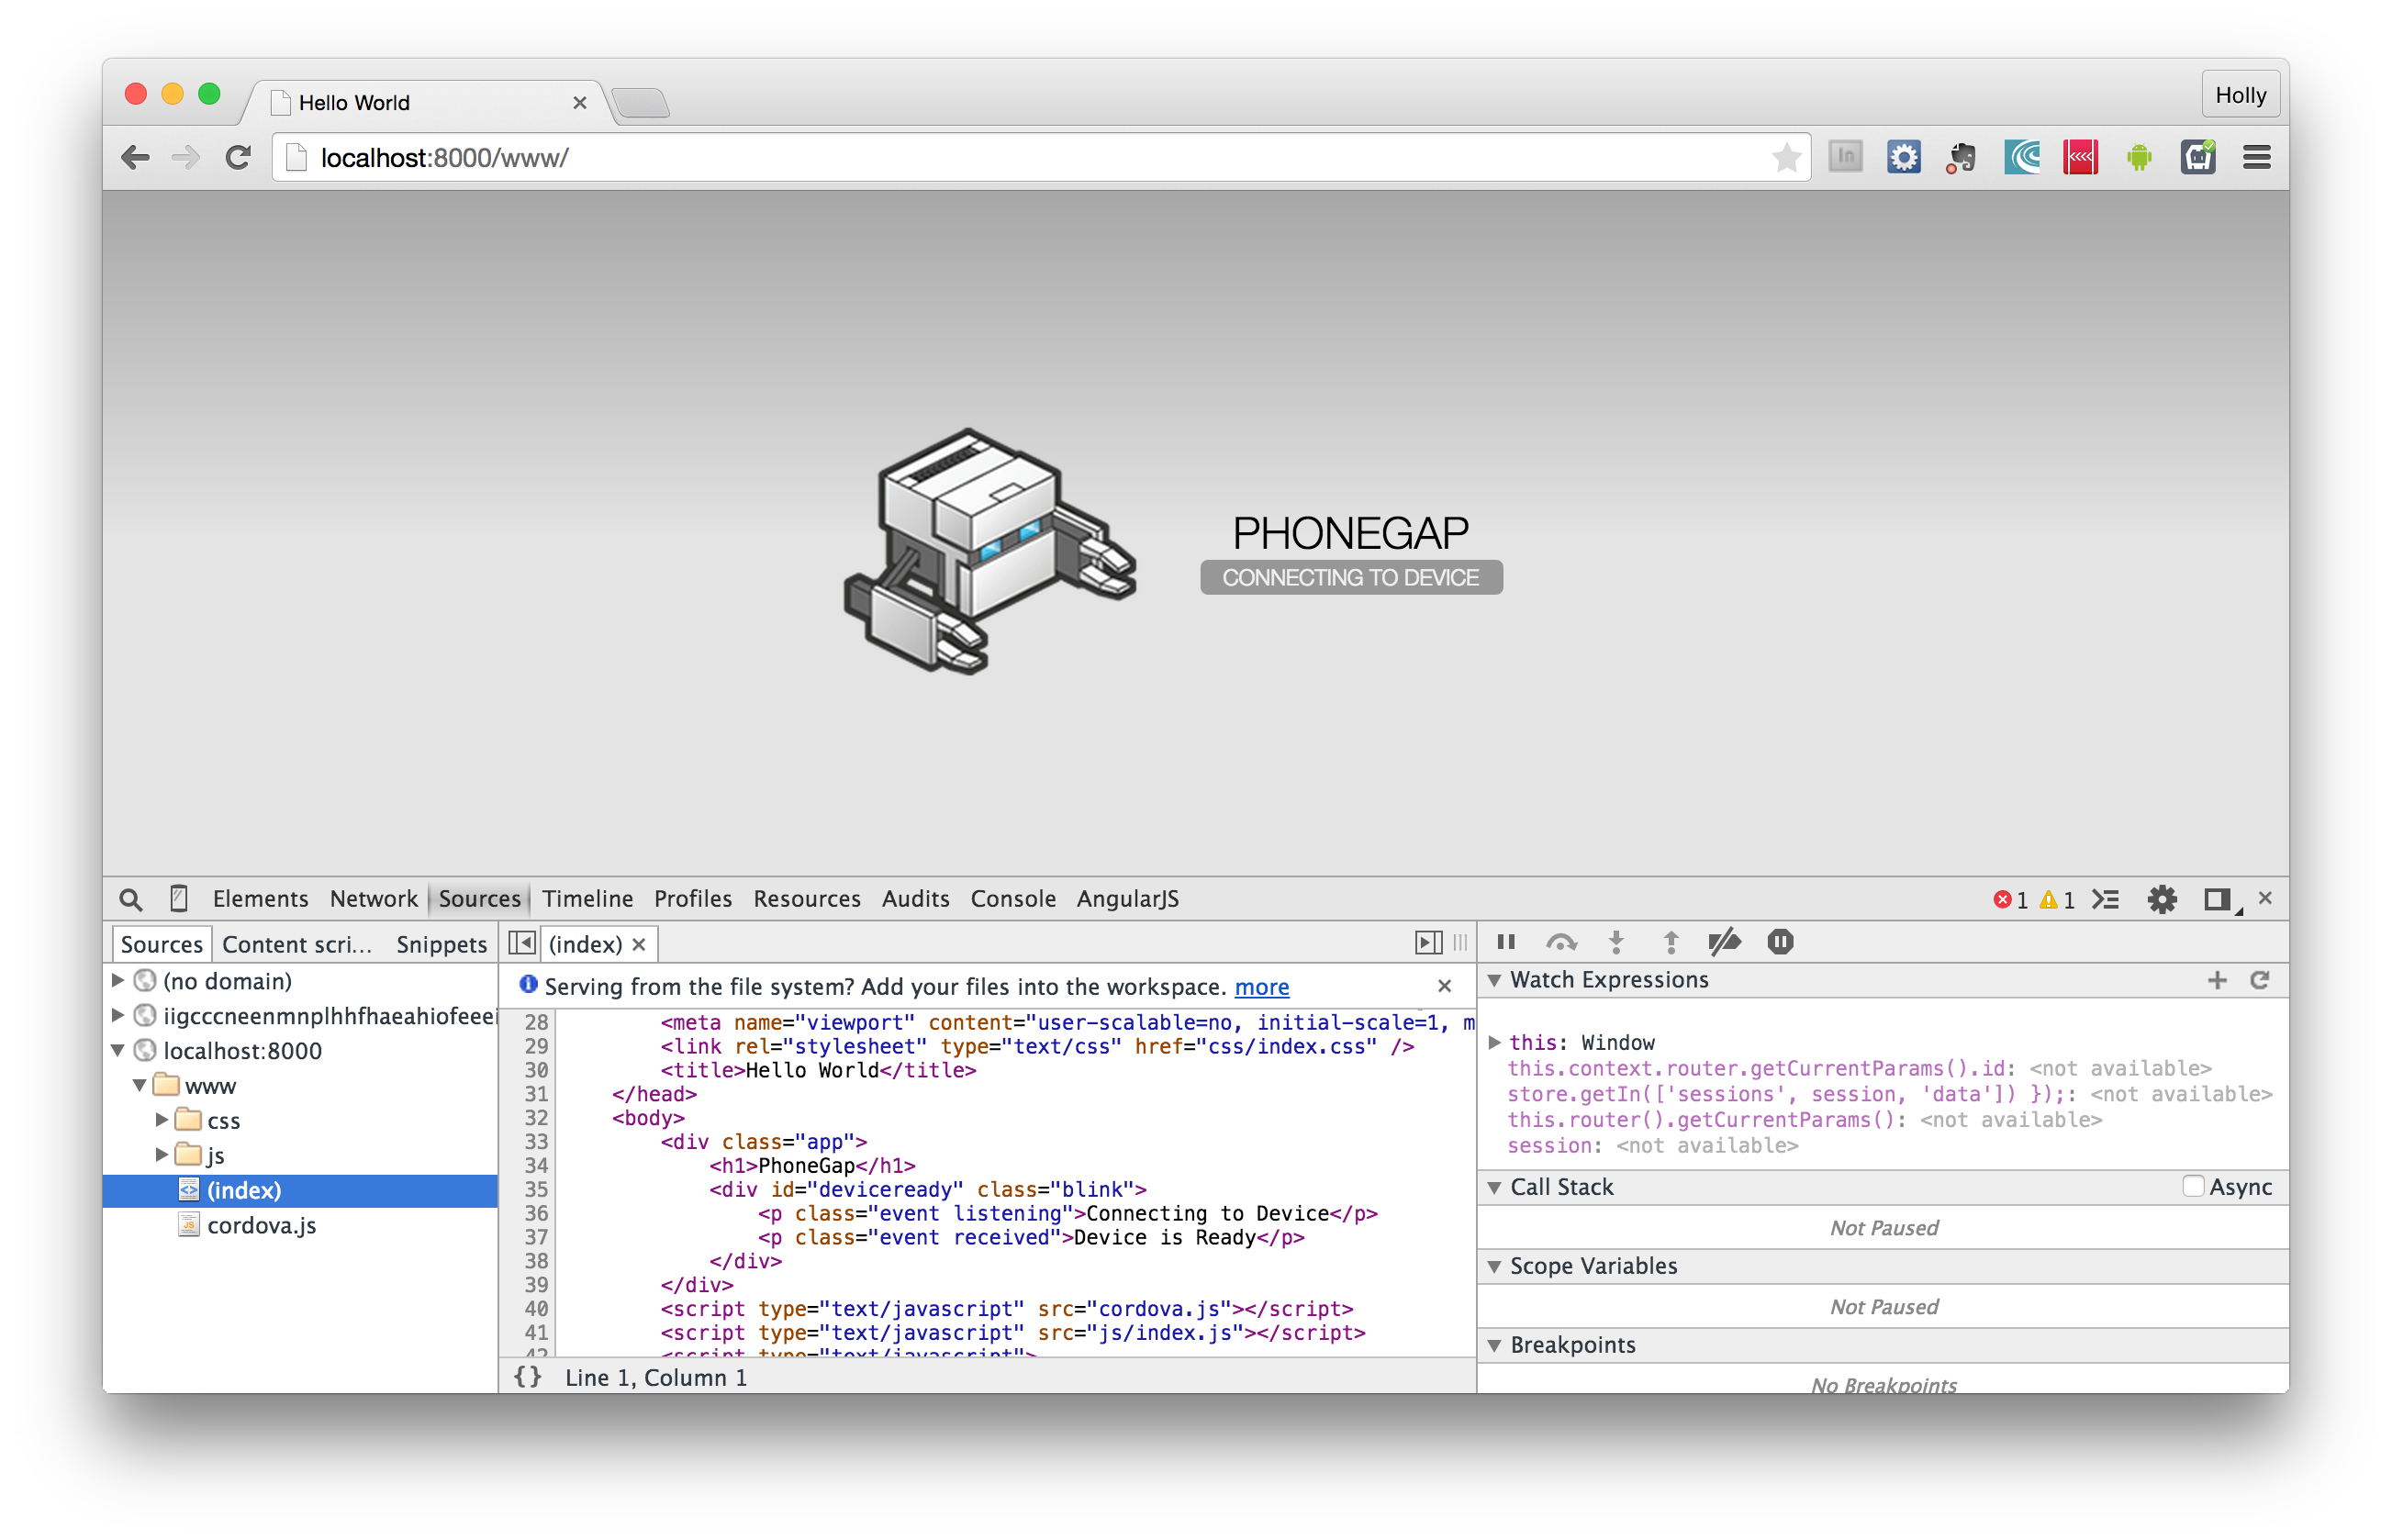 Hello World
Holly
localhost:8000/www/
PHONEGAP
CONNECTING TO DEVICE
Elements Network Sources Timeline Profiles Resources Audits Console AngularJS 1 1
Sources Content scri... Snippets
(no domain)
iigcccneenmnplhhfhaeahiofeeei
localhost:8000
www
css
js
(index)
cordova.js
(index)
Serving from the file system? Add your files into the workspace. more
28 <meta name="viewport" content="user-scalable=no, initial-scale=1, m
29 <link rel="stylesheet" type="text/css" href="css/index.css" />
30 <title>Hello World</title>
31 </head>
32 <body>
33 <div class="app">
34 <h1>PhoneGap</h1>
35 <div id="deviceready" class="blink">
36 <p class="event listening">Connecting to Device</p>
37 <p class="event received">Device is Ready</p>
38 </div>
39 </div>
40 <script type="text/javascript" src="cordova.js"></script>
41 <script type="text/javascript" src="js/index.js"></script>
42 <script type="text/javascript">
{} Line 1, Column 1
Watch Expressions
this: Window
this.context.router.getCurrentParams().id: <not available>
store.getIn(['sessions', session, 'data']) });: <not available>
this.router().getCurrentParams(): <not available>
session: <not available>
Call Stack Async
Not Paused
Scope Variables
Not Paused
Breakpoints
No Breakpoints